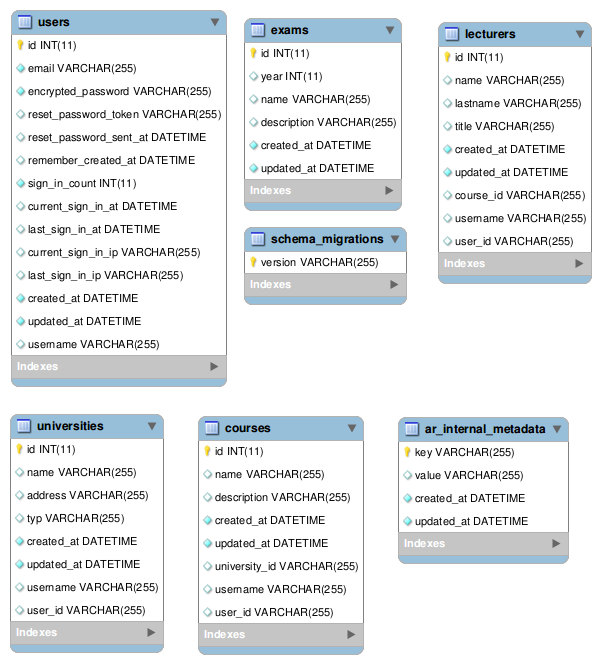 users
id INT(11)
email VARCHAR(255)
encrypted_password VARCHAR(255)
reset_password_token VARCHAR(255)
reset_password_sent_at DATETIME
remember_created_at DATETIME
sign_in_count INT(11)
current_sign_in_at DATETIME
last_sign_in_at DATETIME
current_sign_in_ip VARCHAR(255)
last_sign_in_ip VARCHAR(255)
created_at DATETIME
updated_at DATETIME
username VARCHAR(255)
Indexes
exams
id INT(11)
year INT(11)
name VARCHAR(255)
description VARCHAR(255)
created_at DATETIME
updated_at DATETIME
Indexes
schema_migrations
version VARCHAR(255)
Indexes
lecturers
id INT(11)
name VARCHAR(255)
lastname VARCHAR(255)
title VARCHAR(255)
created_at DATETIME
updated_at DATETIME
course_id VARCHAR(255)
username VARCHAR(255)
user_id VARCHAR(255)
Indexes
universities
id INT(11)
name VARCHAR(255)
address VARCHAR(255)
typ VARCHAR(255)
created_at DATETIME
updated_at DATETIME
username VARCHAR(255)
user_id VARCHAR(255)
Indexes
courses
id INT(11)
name VARCHAR(255)
description VARCHAR(255)
created_at DATETIME
updated_at DATETIME
university_id VARCHAR(255)
username VARCHAR(255)
user_id VARCHAR(255)
Indexes
ar_internal_metadata
key VARCHAR(255)
value VARCHAR(255)
created_at DATETIME
updated_at DATETIME
Indexes